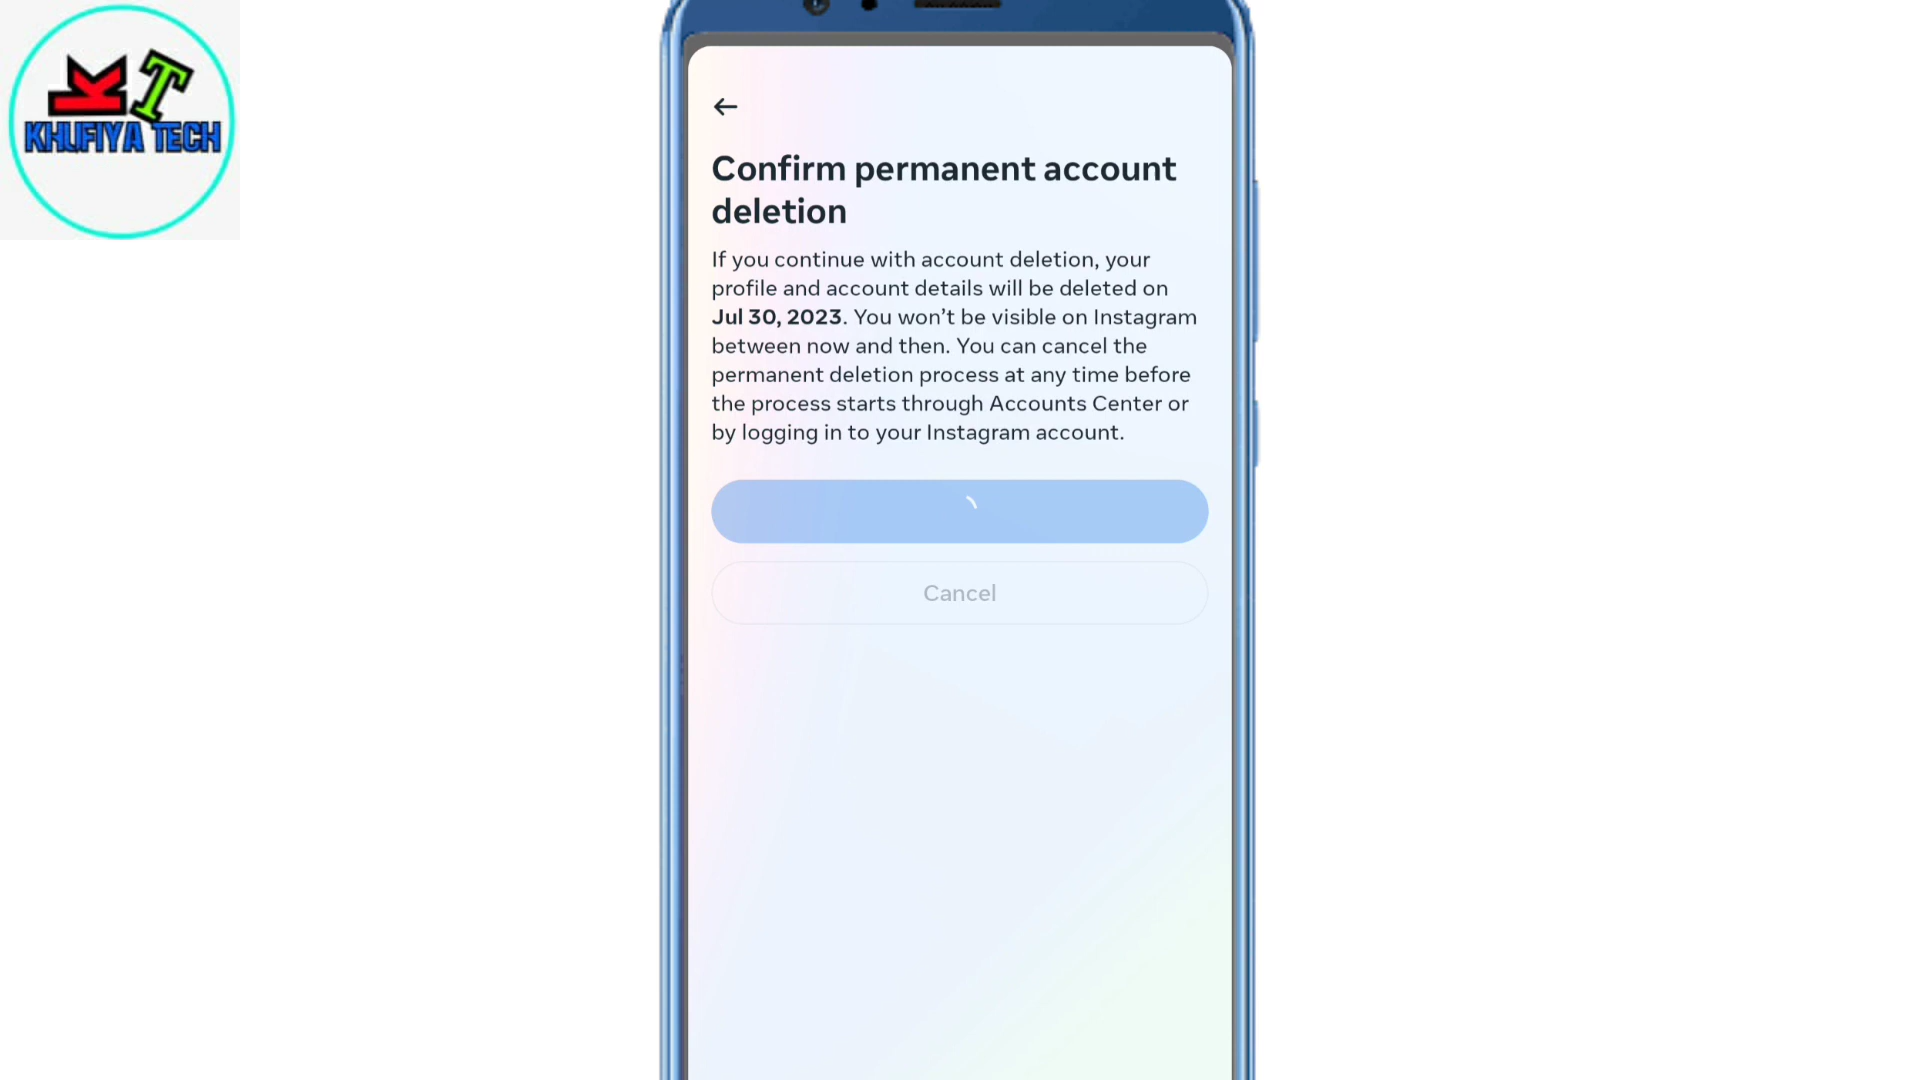 KT
KHUFIYA TECH
Confirm permanent account
deletion
If you continue with account deletion, your
profile and account details will be deleted on
Jul 30, 2023. You won’t be visible on Instagram
between now and then. You can cancel the
permanent deletion process at any time before
the process starts through Accounts Center or
by logging in to your Instagram account.
Cancel